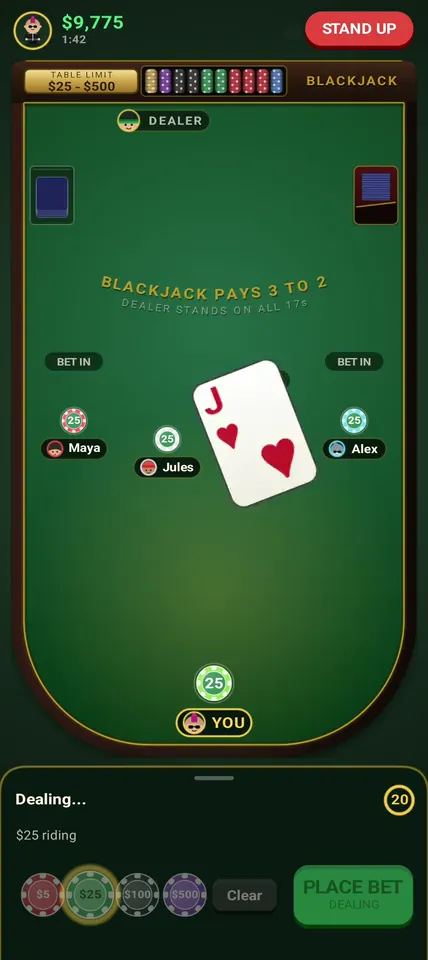 $9,775
1:42
STAND UP
TABLE LIMIT
$25 - $500
BLACKJACK
DEALER
BLACKJACK PAYS 3 TO 2
DEALER STANDS ON ALL 17s
BET IN
BET IN
J
25
Maya
25
Jules
25
Alex
25
YOU
Dealing...
20
$25 riding
$5
$25
$100
$500
Clear
PLACE BET
DEALING